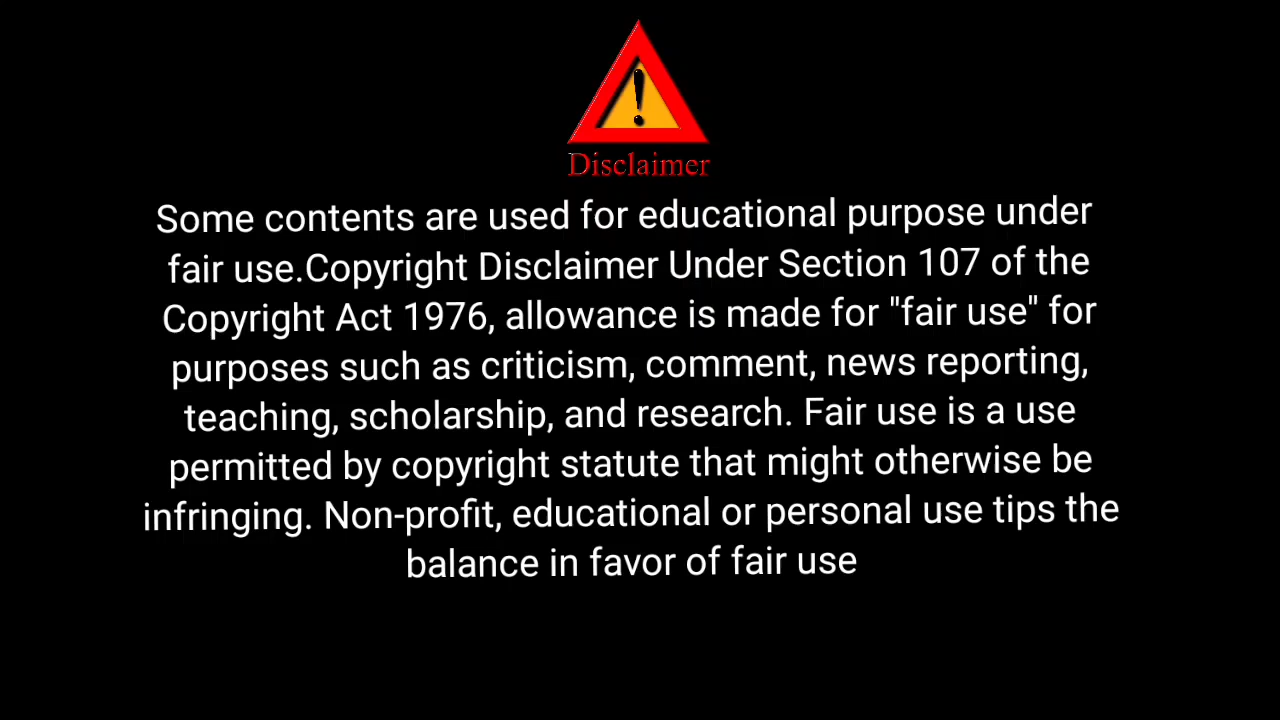 Disclaimer
Some contents are used for educational purpose under
fair use.Copyright Disclaimer Under Section 107 of the
Copyright Act 1976, allowance is made for "fair use" for
purposes such as criticism, comment, news reporting,
teaching, scholarship, and research. Fair use is a use
permitted by copyright statute that might otherwise be
infringing. Non-profit, educational or personal use tips the
balance in favor of fair use